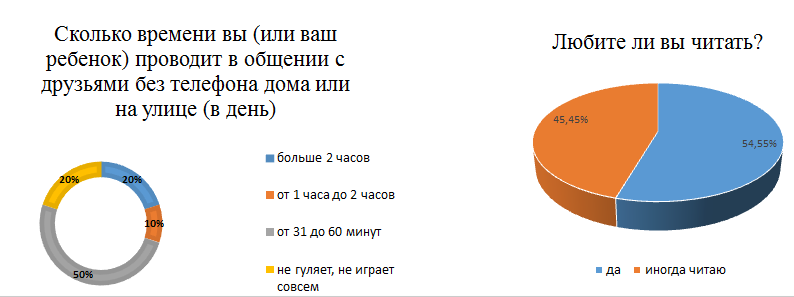 Сколько времени вы (или ваш
ребенок) проводит в общении с
друзьями без телефона дома или
на улице (в день)
20%
20%
10%
50%
больше 2 часов
от 1 часа до 2 часов
от 31 до 60 минут
не гуляет, не играет
совсем
Любите ли вы читать?
45,45%
54,55%
да
иногда читаю